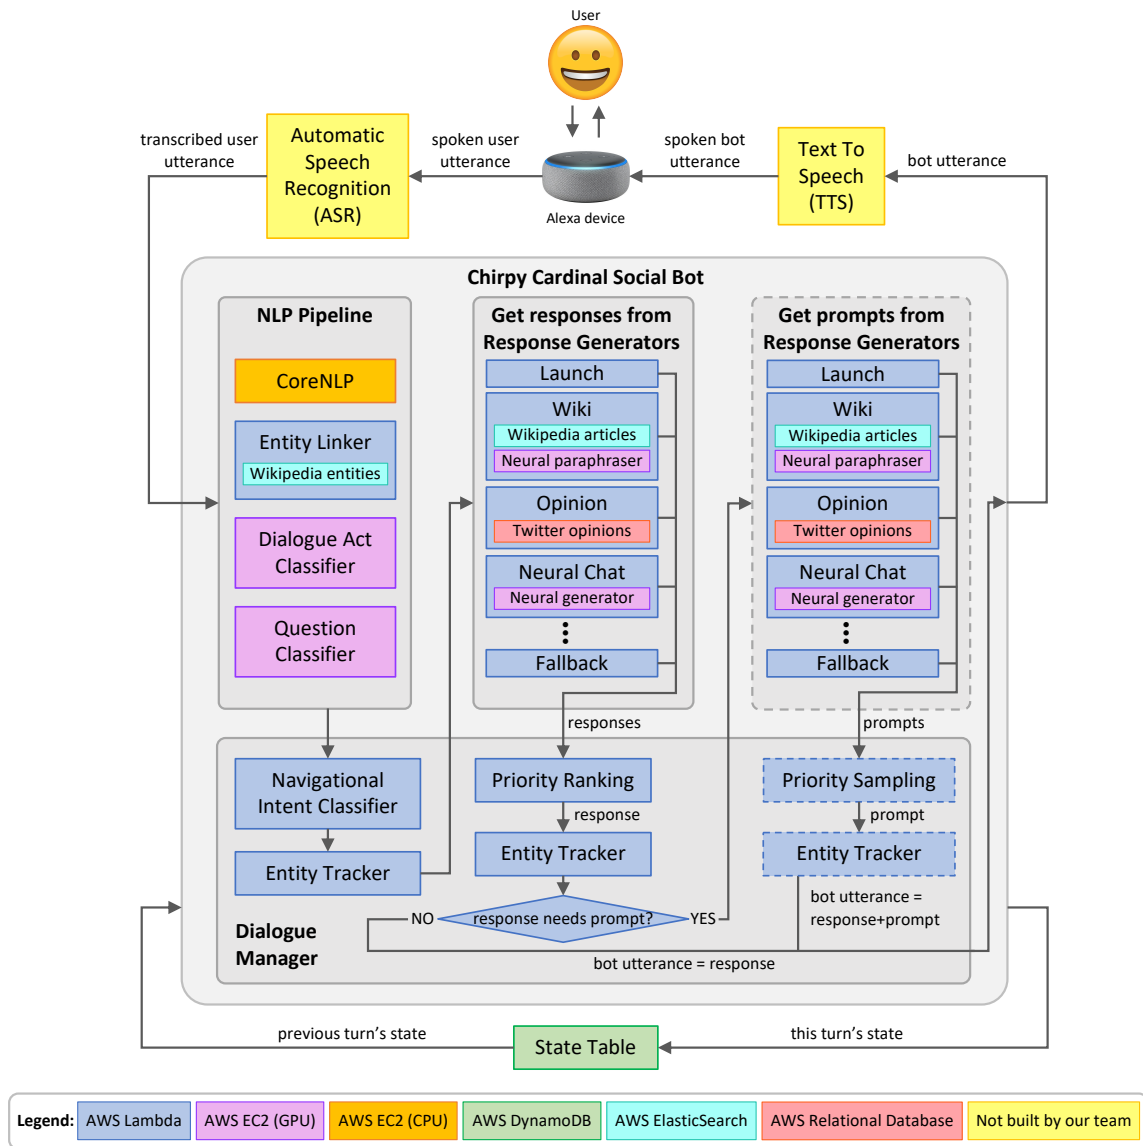 User
transcribed user
utterance
Automatic
Speech
Recognition
(ASR)
spoken user
utterance
Alexa device
spoken bot
utterance
Text To
Speech
(TTS)
bot utterance
Chirpy Cardinal Social Bot
NLP Pipeline
CoreNLP
Entity Linker
Wikipedia entities
Dialogue Act
Classifier
Question
Classifier
Get responses from
Response Generators
Launch
Wiki
Wikipedia articles
Neural paraphraser
Opinion
Twitter opinions
Neural Chat
Neural generator
Fallback
Get prompts from
Response Generators
Launch
Wiki
Wikipedia articles
Neural paraphraser
Opinion
Twitter opinions
Neural Chat
Neural generator
Fallback
responses
prompts
Navigational
Intent Classifier
Entity Tracker
Priority Ranking
response
Entity Tracker
NO
response needs prompt?
YES
Priority Sampling
prompt
Entity Tracker
bot utterance =
response+prompt
Dialogue
Manager
bot utterance = response
previous turn's state
State Table
this turn's state
Legend:
AWS Lambda
AWS EC2 (GPU)
AWS EC2 (CPU)
AWS DynamoDB
AWS ElasticSearch
AWS Relational Database
Not built by our team